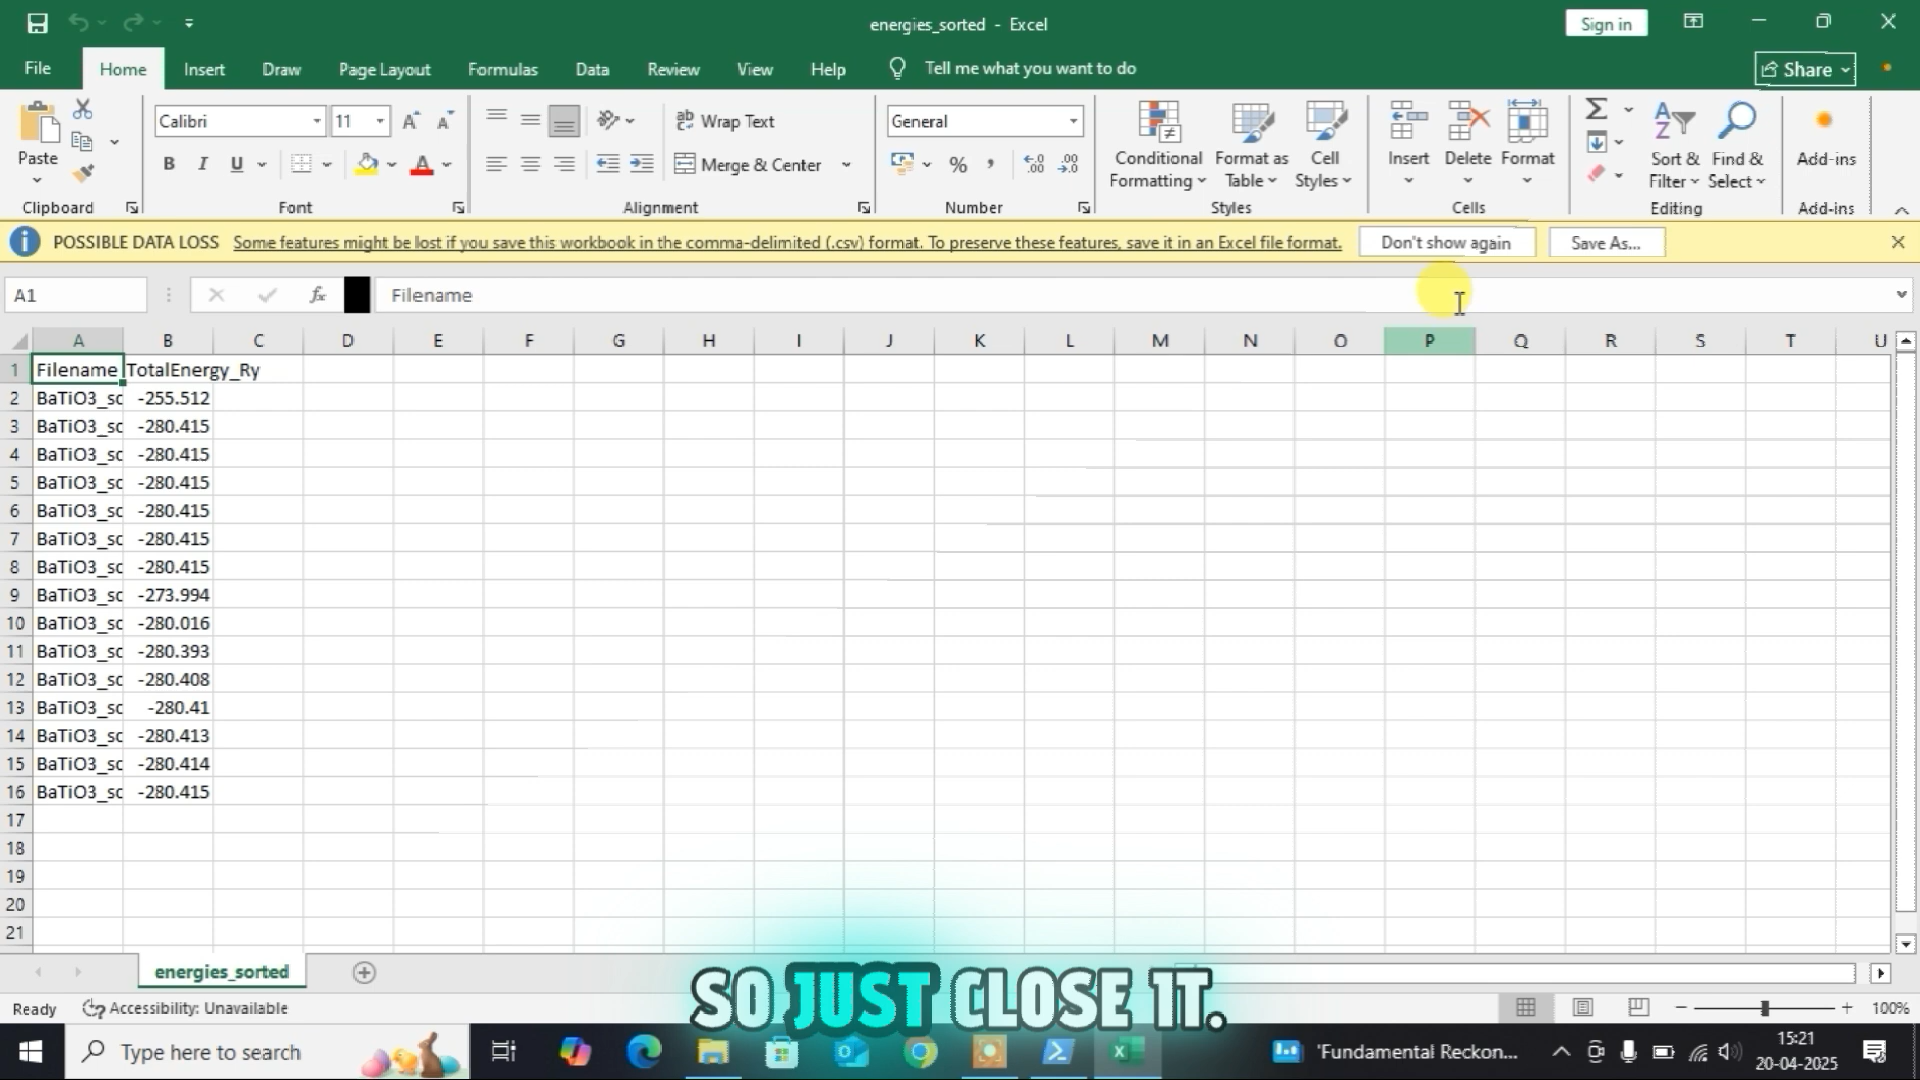 energies_sorted - Excel
Sign in
File Home Insert Draw Page Layout Formulas Data Review View Help Tell me what you want to do
Share
Calibri 11
Wrap Text
General
Paste
B I U
Merge & Center
%
Conditional Formatting
Format as Table
Cell Styles
Insert Delete Format
Sort & Filter
Find & Select
Add-ins
Clipboard Font Alignment Number Styles Cells Editing Add-ins
POSSIBLE DATA LOSS Some features might be lost if you save this workbook in the comma-delimited (.csv) format. To preserve these features, save it in an Excel file format. Don't show again Save As...
A1 fx Filename
A B C D E F G H I J K L M N O P Q R S T U
1 Filename TotalEnergy_Ry
2 BaTiO3_sc -255.512
3 BaTiO3_sc -280.415
4 BaTiO3_sc -280.415
5 BaTiO3_sc -280.415
6 BaTiO3_sc -280.415
7 BaTiO3_sc -280.415
8 BaTiO3_sc -280.415
9 BaTiO3_sc -273.994
10 BaTiO3_sc -280.016
11 BaTiO3_sc -280.393
12 BaTiO3_sc -280.408
13 BaTiO3_sc -280.41
14 BaTiO3_sc -280.413
15 BaTiO3_sc -280.414
16 BaTiO3_sc -280.415
17
18
19
20
21
energies_sorted
SO JUST CLOSE IT.
Ready Accessibility: Unavailable
100%
Type here to search
'Fundamental Reckon...
15:21
20-04-2025